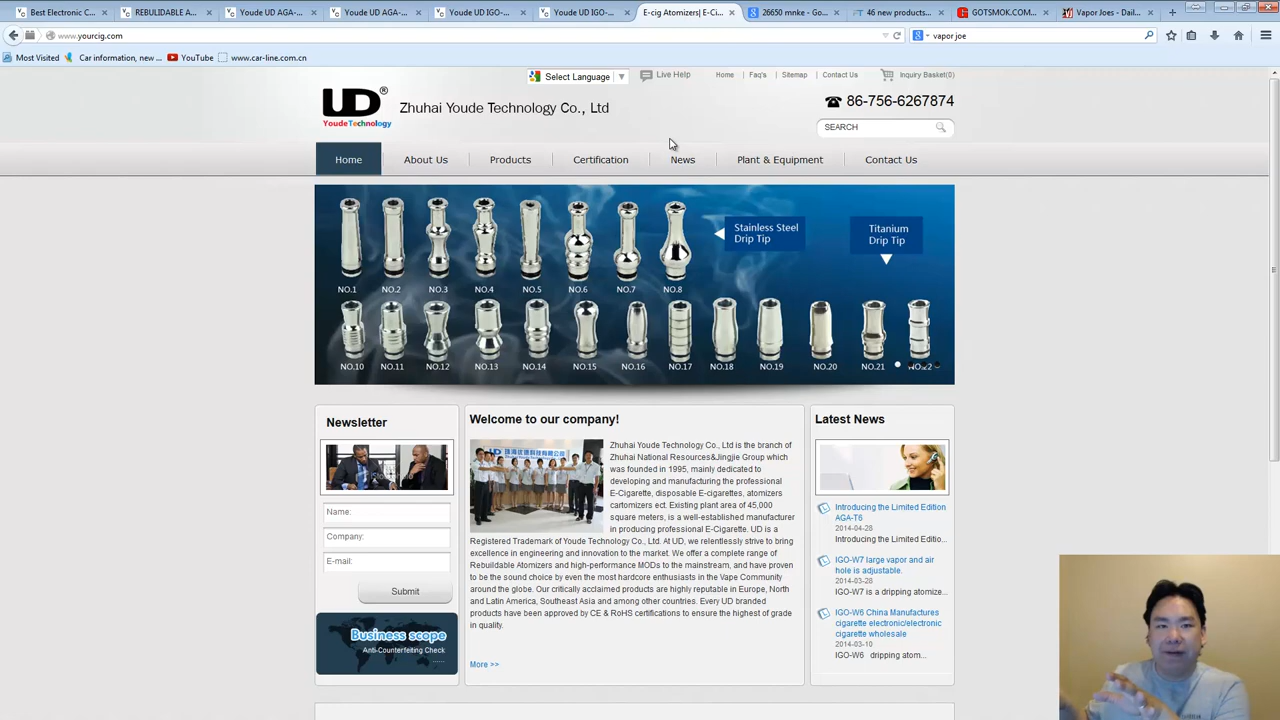 Best Electronic C...
REBULIDABLE A...
Youde UD AGA-...
Youde UD AGA-...
Youde UD IGO-...
Youde UD IGO-...
E-cig Atomizers| E-Ci...
26650 mnke - Go...
46 new products...
GOTSMOK.COM...
Vapor Joes - Dail...
www.yourcig.com
vapor joe
Most Visited
Car information, new ...
YouTube
www.car-line.com.cn
Select Language
Live Help
Home
Faq's
Sitemap
Contact Us
Inquiry Basket(0)
UD®
YoudeTechnology
Zhuhai Youde Technology Co., Ltd
86-756-6267874
SEARCH
Home
About Us
Products
Certification
News
Plant & Equipment
Contact Us
Stainless Steel
Drip Tip
Titanium
Drip Tip
NO.1 NO.2 NO.3 NO.4 NO.5 NO.6 NO.7 NO.8
NO.10 NO.11 NO.12 NO.13 NO.14 NO.15 NO.16 NO.17 NO.18 NO.19 NO.20 NO.21 NO.22
Newsletter
Name:
Company:
E-mail:
Submit
Business scope
Anti-Counterfeiting Check
......
Welcome to our company!
Zhuhai Youde Technology Co., Ltd is the branch of
Zhuhai National Resources&Jingjie Group which
was founded in 1995, mainly dedicated to
developing and manufacturing the professional
E-Cigarette, disposable E-cigarettes, atomizers
cartomizers ect. Existing plant area of 45,000
square meters, is a well-established manufacturer
in producing professional E-Cigarette. UD is a
Registered Trademark of Youde Technology Co., Ltd. At UD, we relentlessly strive to bring
excellence in engineering and innovation to the market. We offer a complete range of
Rebuildable Atomizers and high-performance MODs to the mainstream, and have proven
to be the sound choice by even the most hardcore enthusiasts in the Vape Community
around the globe. Our critically acclaimed products are highly reputable in Europe, North
and Latin America, Southeast Asia and among other countries. Every UD branded
products have been approved by CE & RoHS certifications to ensure the highest of grade
in quality.
More >>
Latest News
Introducing the Limited Edition
AGA-T6
2014-04-28
Introducing the Limited Editio...
IGO-W7 large vapor and air
hole is adjustable.
2014-03-28
IGO-W7 is a dripping atomize...
IGO-W6 China Manufactures
cigarette electronic/electronic
cigarette wholesale
2014-03-10
IGO-W6 dripping atom...